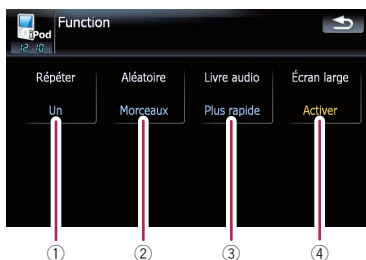 Function
iPod
12 10
Répéter Aléatoire Livre audio Écran large
Un Morceaux Plus rapide Activer
① ② ③ ④